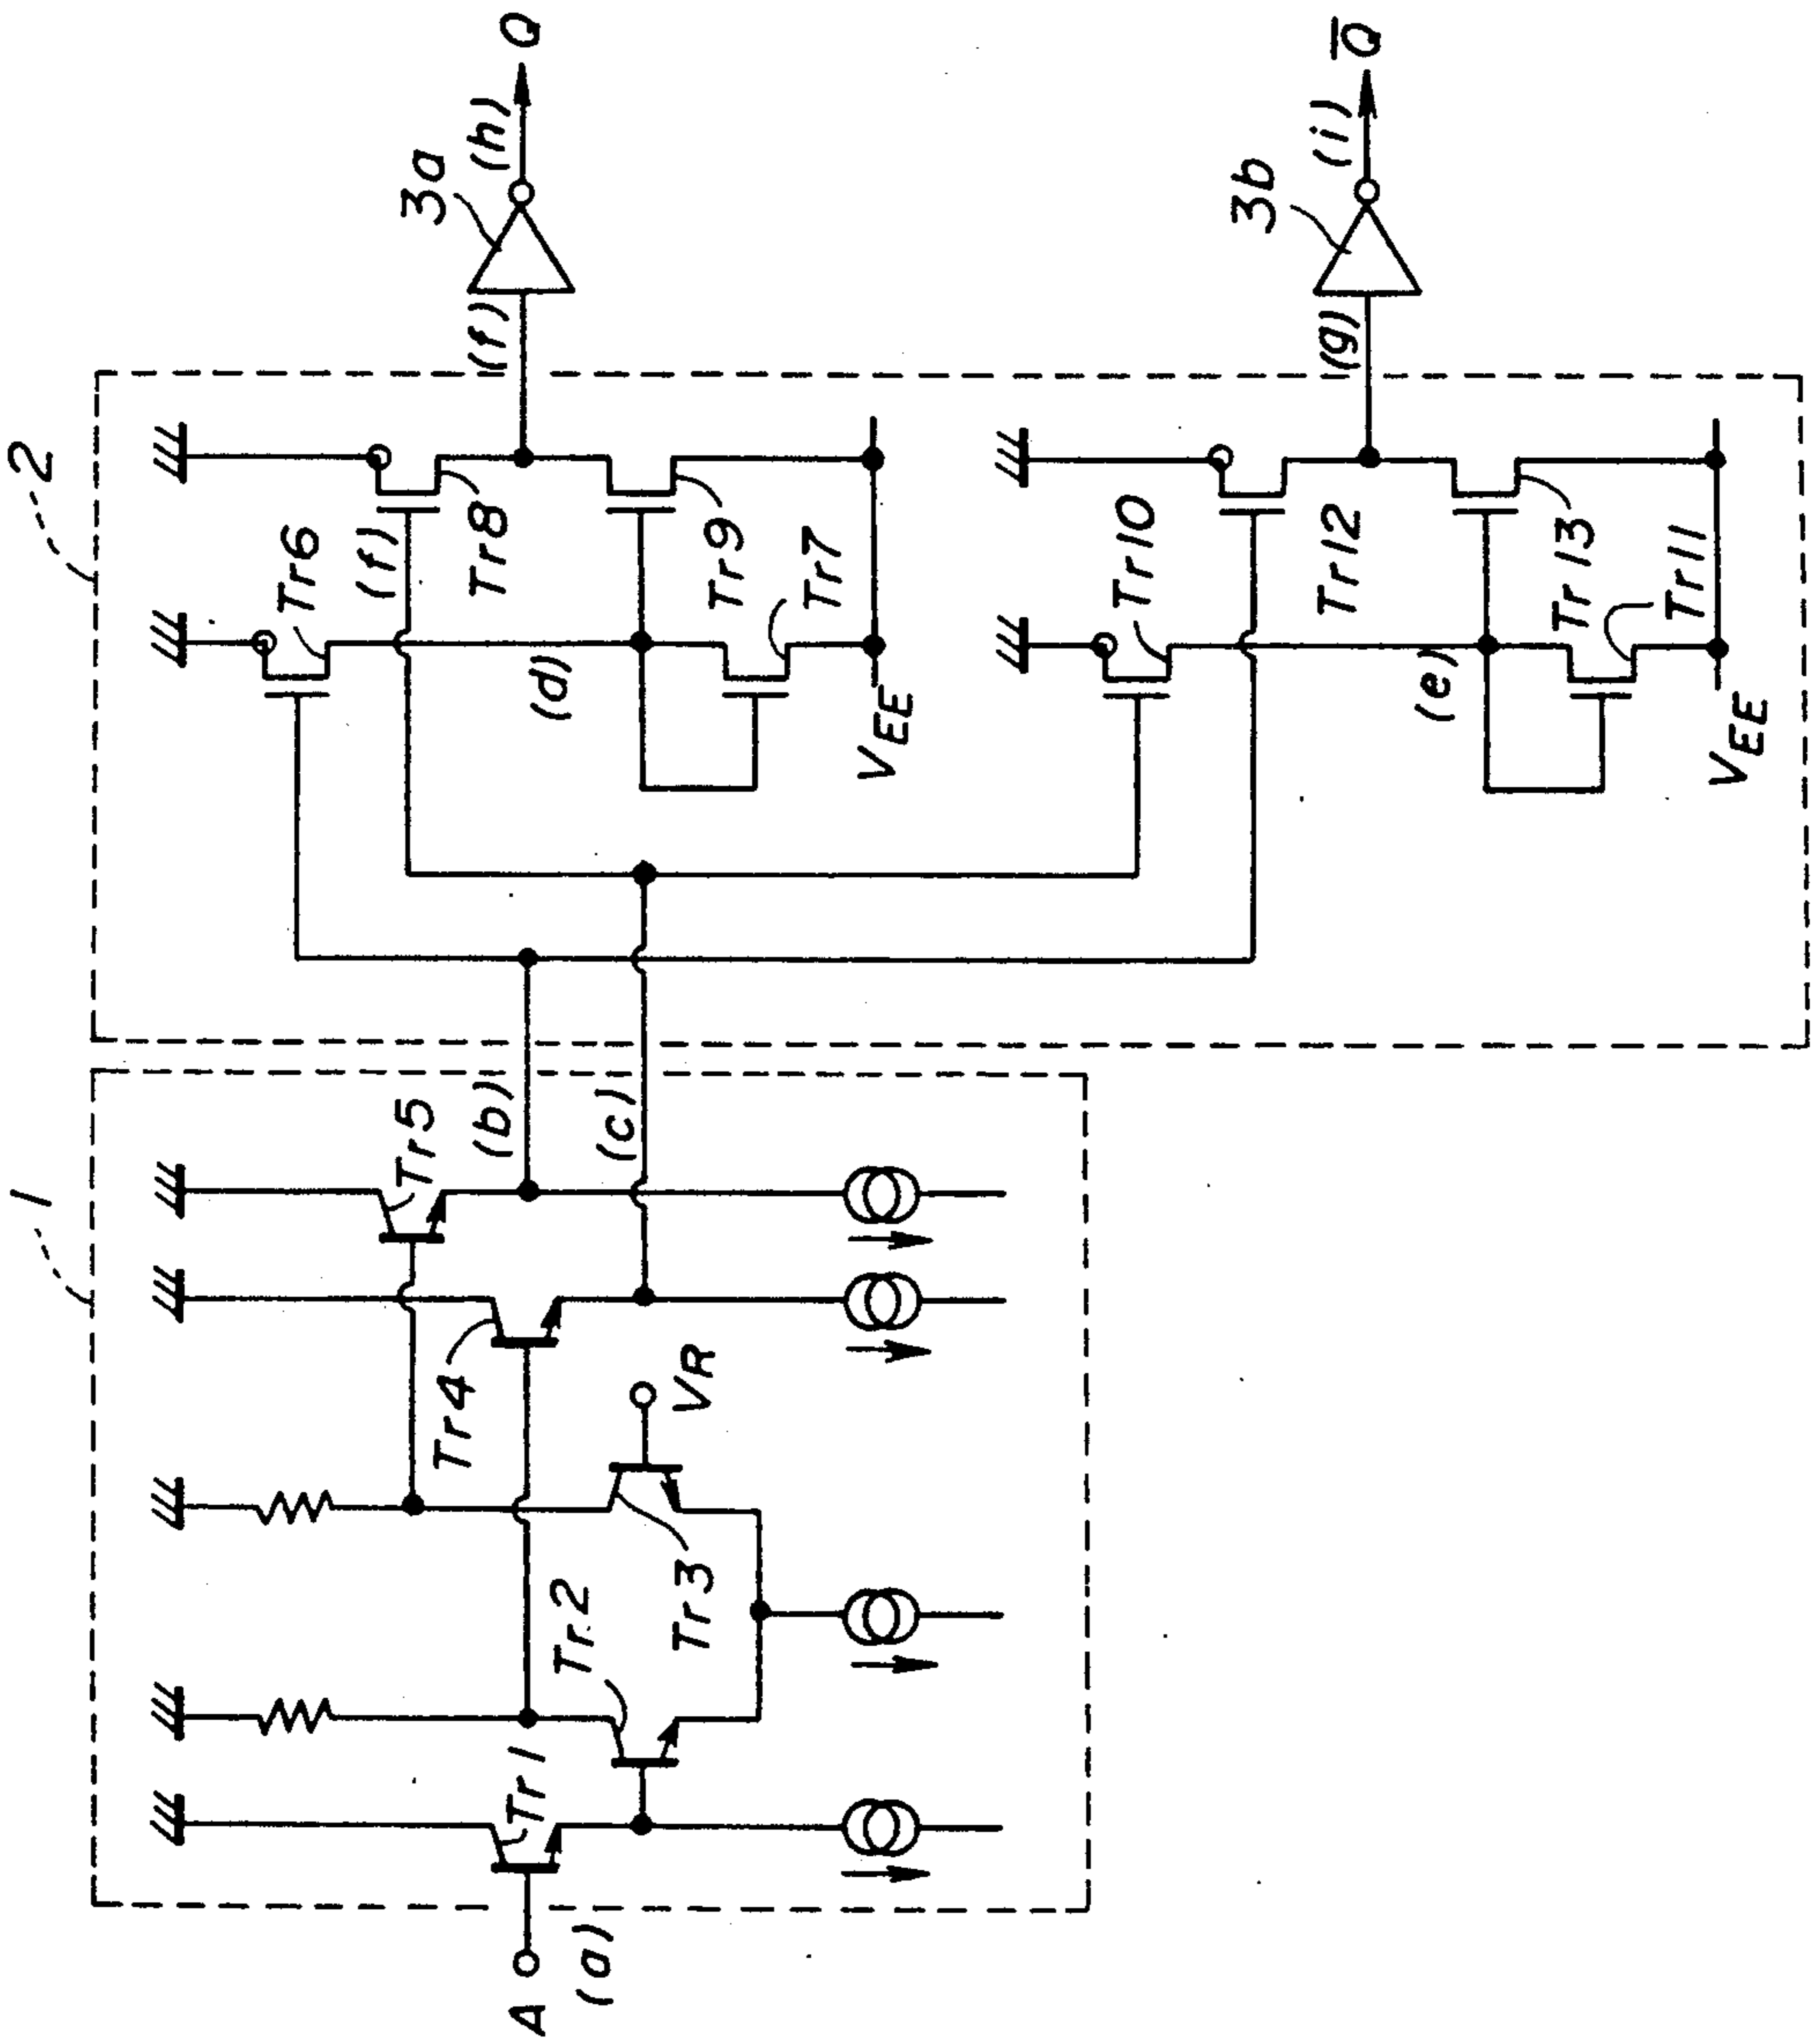 1
2
A
(a)
Tr1
Tr2
Tr3
VR
Tr4
Tr5
(b)
(c)
Tr6
(f)
Tr8
(d)
Tr9
Tr7
VEE
(f)
3a
(h)
Q
Tr10
Tr12
(e)
Tr13
Tr11
VEE
(g)
3b
(i)
Q̅